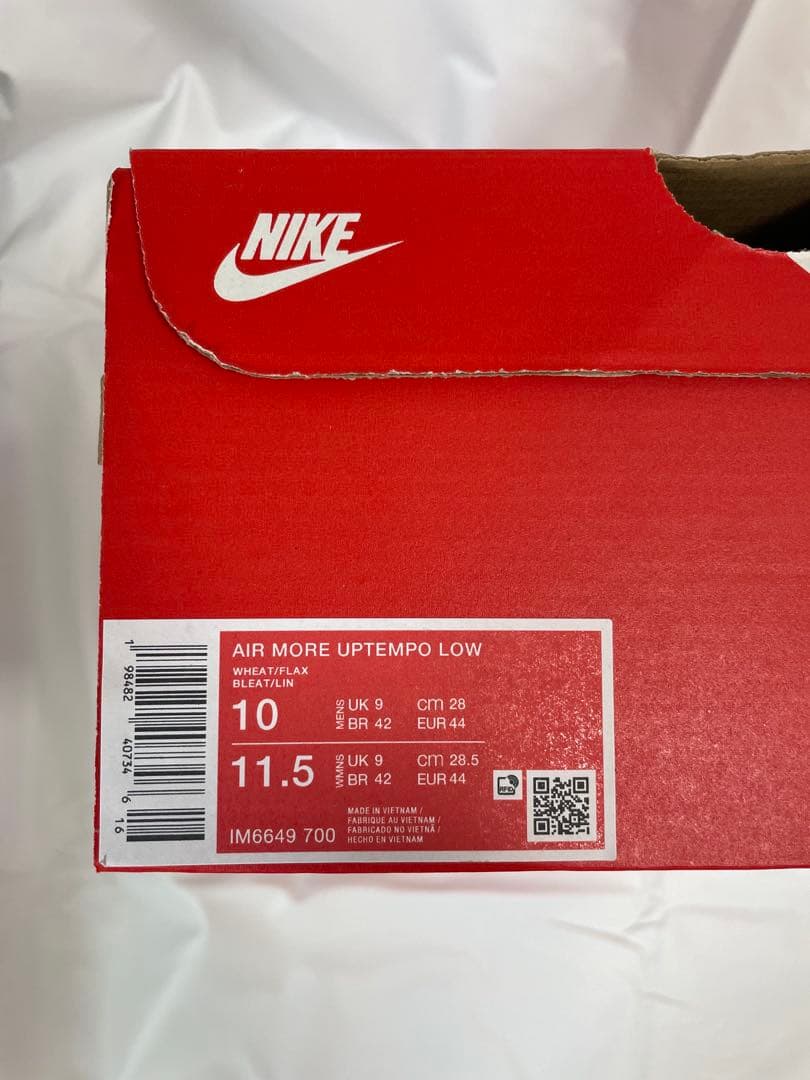 NIKE
AIR MORE UPTEMPO LOW
WHEAT/FLAX
BLEAT/LIN
10 MENS UK 9 cm 28
BR 42 EUR 44
11.5 WMNS UK 9 cm 28.5
BR 42 EUR 44
RFID
IM6649 700
MADE IN VIETNAM /
FABRIQUE AU VIETNAM /
FABRICADO NO VIETNÃ /
HECHO EN VIETNAM
1 98482 40734 6 16